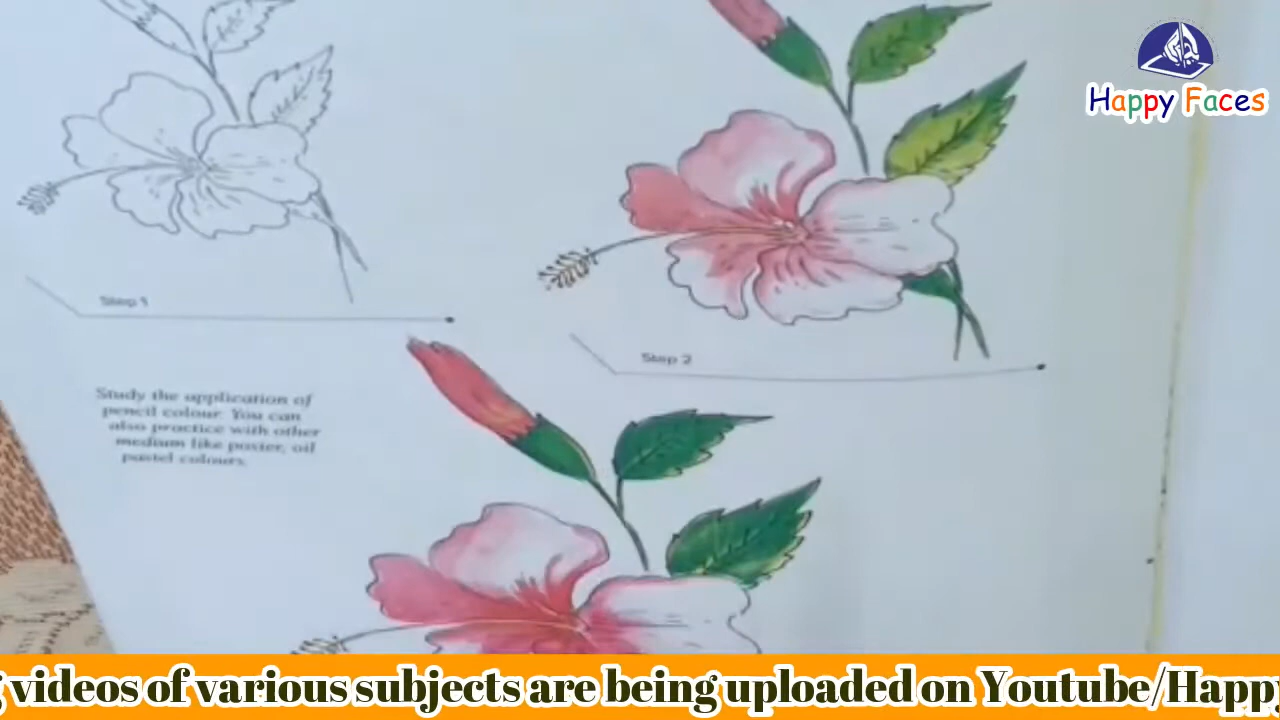 Happy Faces
Step 1
Step 2
Study the application of
pencil colour. You can
also practice with other
medium like poster, oil
pastel colours.
videos of various subjects are being uploaded on Youtube/Happy